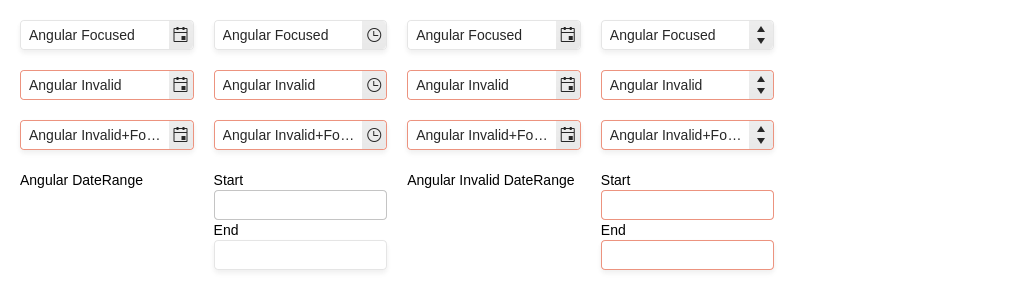 Angular Focused Angular Focused Angular Focused Angular Focused
Angular Invalid Angular Invalid Angular Invalid Angular Invalid
Angular Invalid+Fo… Angular Invalid+Fo… Angular Invalid+Fo… Angular Invalid+Fo…
Angular DateRange Start Angular Invalid DateRange Start
End End